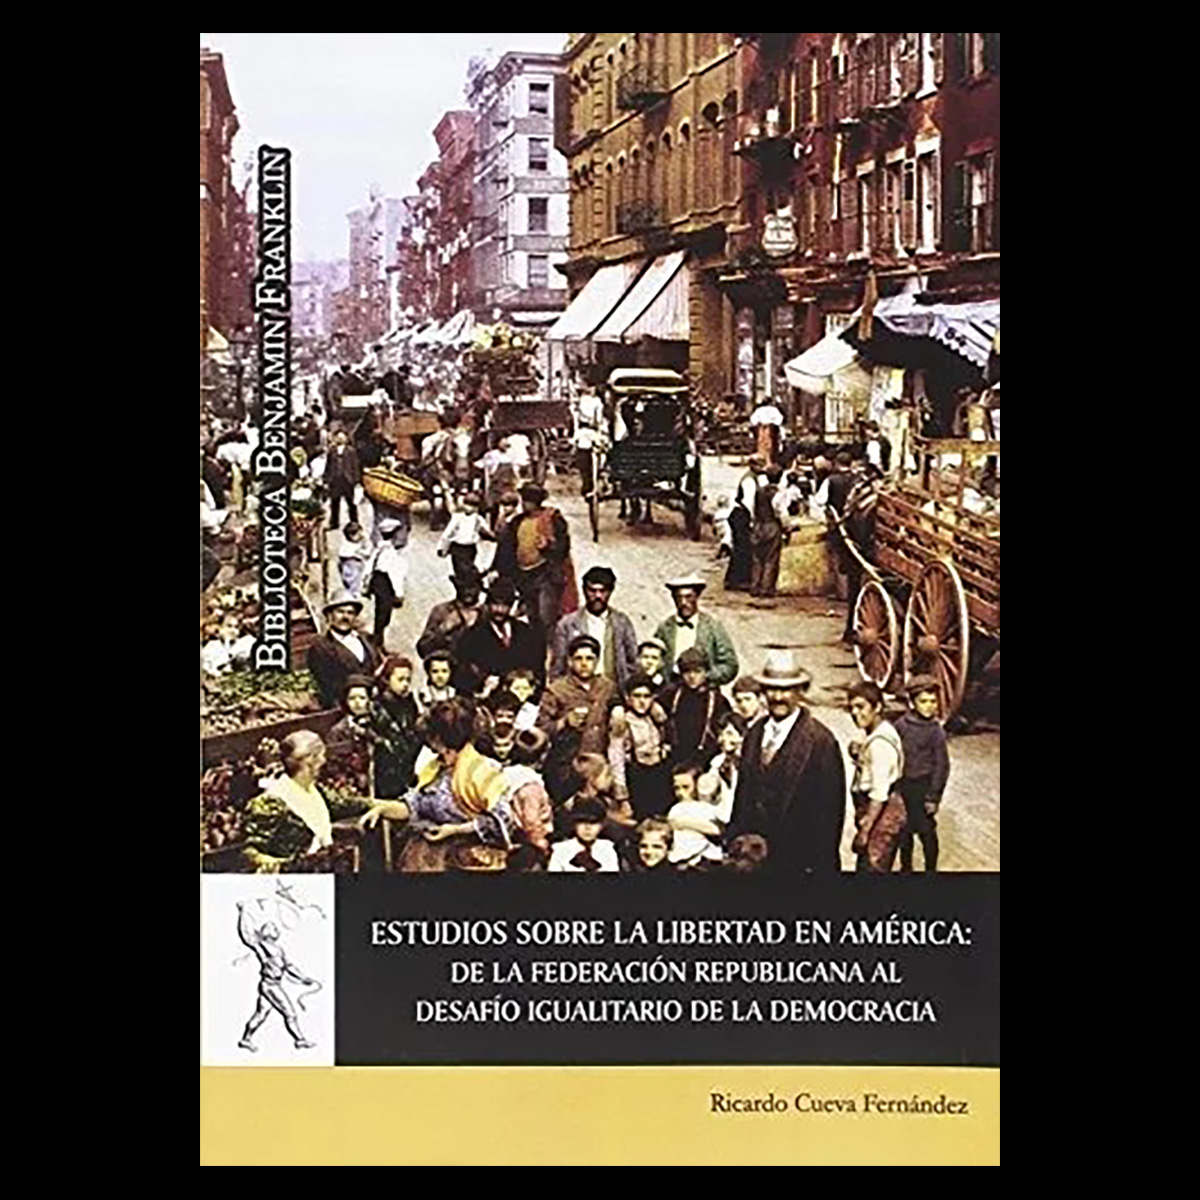 BIBLIOTECA BENJAMIN FRANKLIN
ESTUDIOS SOBRE LA LIBERTAD EN AMÉRICA:
DE LA FEDERACIÓN REPUBLICANA AL
DESAFÍO IGUALITARIO DE LA DEMOCRACIA
Ricardo Cueva Fernández